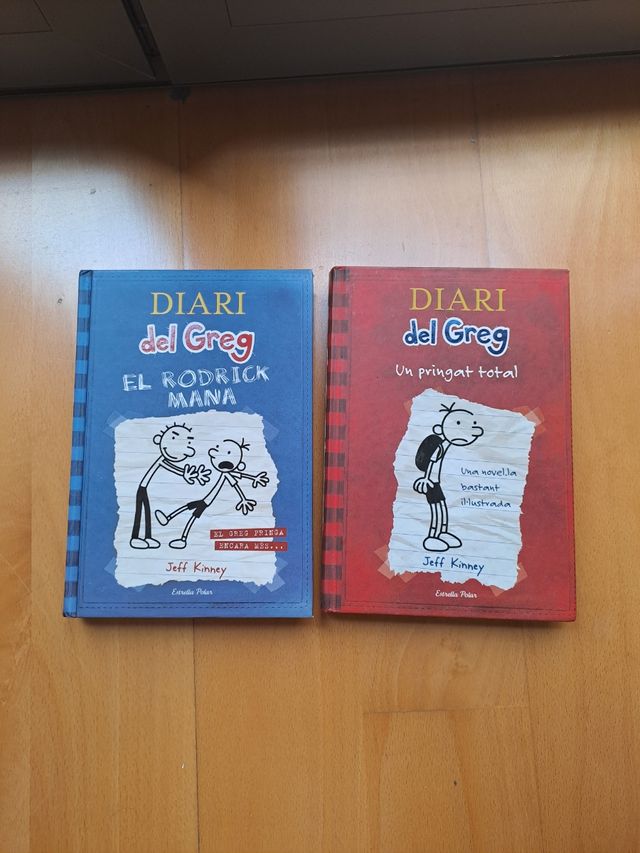 DIARI
del Greg
EL RODRICK
MANA
EL GREG PRINGA
ENCARA MÉS...
Jeff Kinney
Estrella Polar
DIARI
del Greg
Un pringat total
Una novel.la
bastant
il·lustrada
Jeff Kinney
Estrella Polar